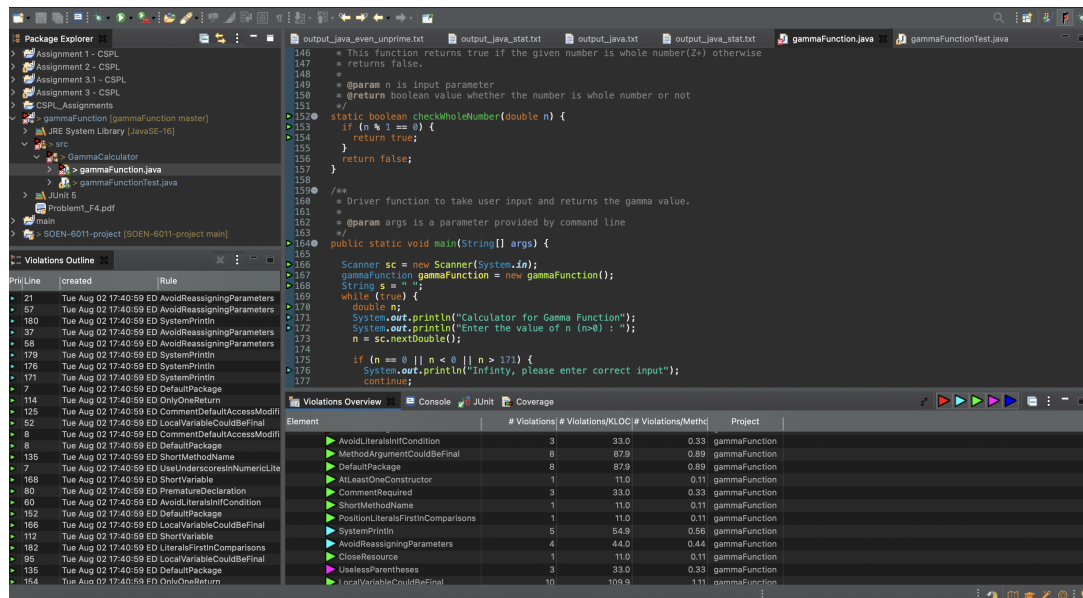 Package Explorer
Assignment 1 - CSPL
Assignment 2 - CSPL
Assignment 3.1 - CSPL
Assignment 3 - CSPL
CSPL_Assignments
> gammaFunction [gammaFunction master]
JRE System Library [JavaSE-16]
> src
> GammaCalculator
> gammaFunction.java
> gammaFunctionTest.java
JUnit 5
Problem1_F4.pdf
main
> SOEN-6011-project [SOEN-6011-project main]
Violations Outline
Line created Rule
21 Tue Aug 02 17:40:59 ED AvoidReassigningParameters
57 Tue Aug 02 17:40:59 ED AvoidReassigningParameters
180 Tue Aug 02 17:40:59 ED SystemPrintln
37 Tue Aug 02 17:40:59 ED AvoidReassigningParameters
58 Tue Aug 02 17:40:59 ED AvoidReassigningParameters
179 Tue Aug 02 17:40:59 ED SystemPrintln
176 Tue Aug 02 17:40:59 ED SystemPrintln
171 Tue Aug 02 17:40:59 ED SystemPrintln
7 Tue Aug 02 17:40:59 ED DefaultPackage
114 Tue Aug 02 17:40:59 ED OnlyOneReturn
125 Tue Aug 02 17:40:59 ED CommentDefaultAccessModifi
52 Tue Aug 02 17:40:59 ED LocalVariableCouldBeFinal
8 Tue Aug 02 17:40:59 ED CommentDefaultAccessModifi
8 Tue Aug 02 17:40:59 ED DefaultPackage
135 Tue Aug 02 17:40:59 ED ShortMethodName
7 Tue Aug 02 17:40:59 ED UseUnderscoresInNumericLite
168 Tue Aug 02 17:40:59 ED ShortVariable
80 Tue Aug 02 17:40:59 ED PrematureDeclaration
60 Tue Aug 02 17:40:59 ED AvoidLiteralsInIfCondition
152 Tue Aug 02 17:40:59 ED DefaultPackage
166 Tue Aug 02 17:40:59 ED LocalVariableCouldBeFinal
112 Tue Aug 02 17:40:59 ED ShortVariable
182 Tue Aug 02 17:40:59 ED LiteralsFirstInComparisons
95 Tue Aug 02 17:40:59 ED LocalVariableCouldBeFinal
135 Tue Aug 02 17:40:59 ED DefaultPackage
154 Tue Aug 02 17:40:59 ED OnlyOneReturn
output_java_even_unprime.txt output_java_stat.txt output_java.txt output_java_stat.txt gammaFunction.java gammaFunctionTest.java
146 * This function returns true if the given number is whole number(Z+) otherwise
147 * returns false.
148 *
149 * @param n is input parameter
150 * @return boolean value whether the number is whole number or not
151 */
152 static boolean checkWholeNumber(double n) {
153 if (n % 1 == 0) {
154 return true;
155 }
156 return false;
157 }
158
159 /**
160 * Driver function to take user input and returns the gamma value.
161 *
162 * @param args is a parameter provided by command line
163 */
164 public static void main(String[] args) {
165
166 Scanner sc = new Scanner(System.in);
167 gammaFunction gammaFunction = new gammaFunction();
168 String s = " ";
169 while (true) {
170 double n;
171 System.out.println("Calculator for Gamma Function");
172 System.out.println("Enter the value of n (n>0) : ");
173 n = sc.nextDouble();
174
175 if (n == 0 || n < 0 || n > 171) {
176 System.out.println("Infinty, please enter correct input");
177 continue;
Violations Overview Console JUnit Coverage
Element # Violations # Violations/KLOC # Violations/Metho Project
AvoidLiteralsInIfCondition 3 33.0 0.33 gammaFunction
MethodArgumentCouldBeFinal 8 87.9 0.89 gammaFunction
DefaultPackage 8 87.9 0.89 gammaFunction
AtLeastOneConstructor 1 11.0 0.11 gammaFunction
CommentRequired 3 33.0 0.33 gammaFunction
ShortMethodName 1 11.0 0.11 gammaFunction
PositionLiteralsFirstInComparisons 1 11.0 0.11 gammaFunction
SystemPrintln 5 54.9 0.56 gammaFunction
AvoidReassigningParameters 4 44.0 0.44 gammaFunction
CloseResource 1 11.0 0.11 gammaFunction
UselessParentheses 3 33.0 0.33 gammaFunction
LocalVariableCouldBeFinal 10 109.9 1.11 gammaFunction